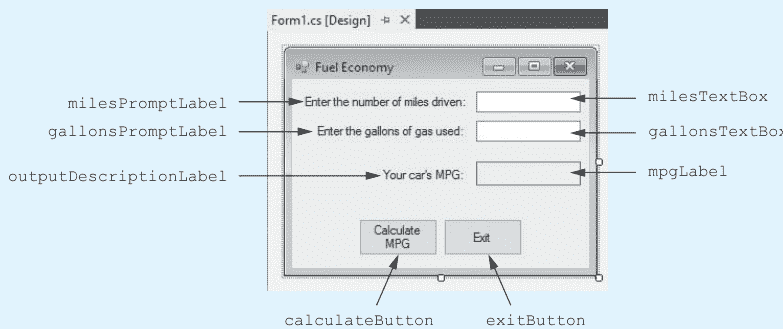 Form1.cs [Design]
Fuel Economy
milesPromptLabel Enter the number of miles driven: milesTextBox
gallonsPromptLabel Enter the gallons of gas used: gallonsTextBox
outputDescriptionLabel Your car's MPG: mpgLabel
Calculate
MPG
Exit
calculateButton exitButton